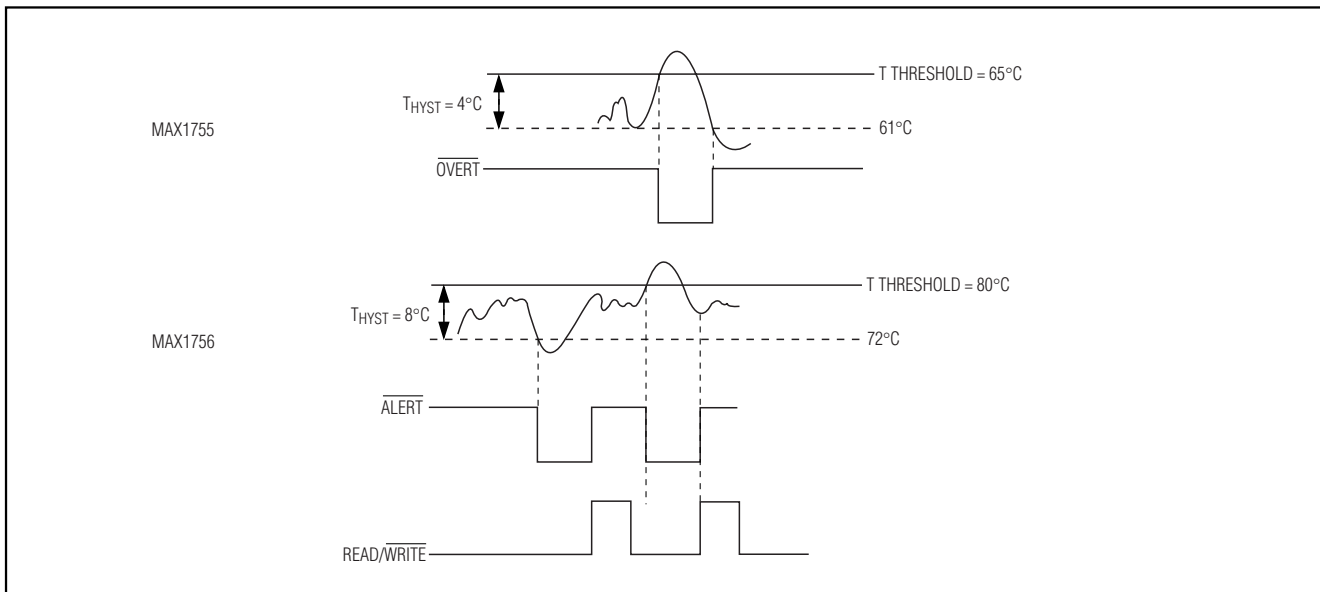 T THRESHOLD = 65°C
THYST = 4°C
MAX1755
61°C
OVERT
T THRESHOLD = 80°C
THYST = 8°C
MAX1756
72°C
ALERT
READ/WRITE